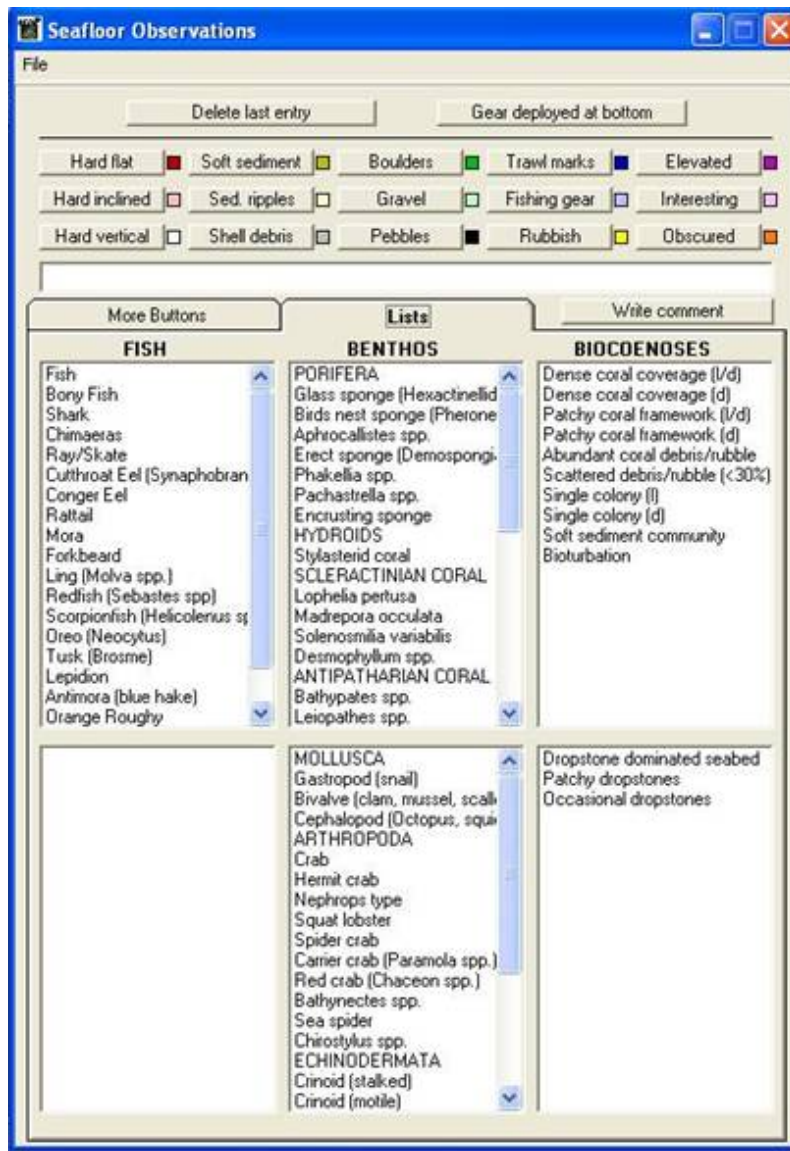 Seafloor Observations
File
Delete last entry
Gear deployed at bottom
Hard flat
Soft sediment
Boulders
Trawl marks
Elevated
Hard inclined
Sed. ripples
Gravel
Fishing gear
Interesting
Hard vertical
Shell debris
Pebbles
Rubbish
Obscured
More Buttons
Lists
Write comment
FISH
Fish
Bony Fish
Shark
Chimaeras
Ray/Skate
Cutthroat Eel (Synaphobran
Conger Eel
Rattail
Mora
Forkbeard
Ling (Molva spp.)
Redfish (Sebastes spp)
Scorpionfish (Helicolenus sp
Oreo (Neocytus)
Tusk (Brosme)
Lepidion
Antimora (blue hake)
Orange Roughy
BENTHOS
PORIFERA
Glass sponge (Hexactinellid
Birds nest sponge (Pherone
Aphrocallistes spp.
Erect sponge (Demospongi
Phakellia spp.
Pachastrella spp.
Encrusting sponge
HYDROIDS
Stylasterid coral
SCLERACTINIAN CORAL
Lophelia pertusa
Madrepora occulata
Solenosmilia variabilis
Desmophyllum spp.
ANTIPATHARIAN CORAL
Bathypates spp.
Leiopathes spp.
BIOCOENOSES
Dense coral coverage (l/d)
Dense coral coverage (d)
Patchy coral framework (l/d)
Patchy coral framework (d)
Abundant coral debris/rubble
Scattered debris/rubble (<30%)
Single colony (l)
Single colony (d)
Soft sediment community
Bioturbation
MOLLUSCA
Gastropod (snail)
Bivalve (clam, mussel, scall
Cephalopod (Octopus, squi
ARTHROPODA
Crab
Hermit crab
Nephrops type
Squat lobster
Spider crab
Carrier crab (Paramola spp.)
Red crab (Chaceon spp.)
Bathynectes spp.
Sea spider
Chirostylus spp.
ECHINODERMATA
Crinoid (stalked)
Crinoid (motile)
Dropstone dominated seabed
Patchy dropstones
Occasional dropstones